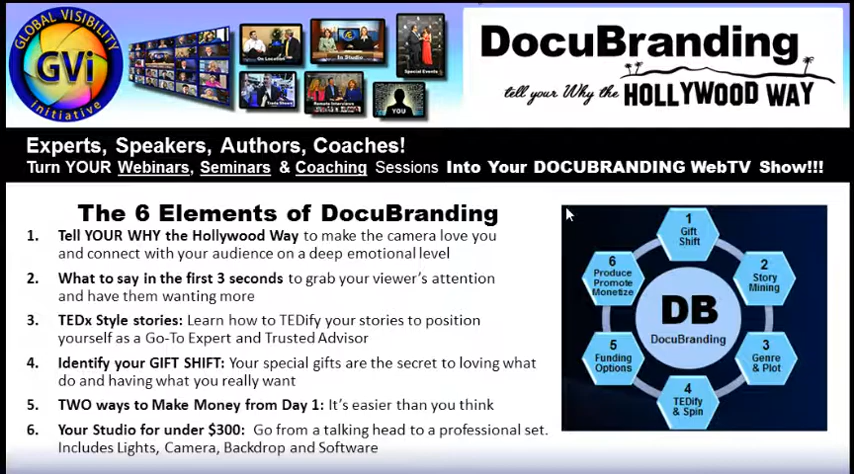 GLOBAL VISIBILITY
GVi
initiative
On Location
In Studio
Special Events
Trade Shows
Remote Interviews
YOU
DocuBranding
tell your Why the HOLLYWOOD WAY
Experts, Speakers, Authors, Coaches!
Turn YOUR Webinars, Seminars & Coaching Sessions Into Your DOCUBRANDING WebTV Show!!!
The 6 Elements of DocuBranding
1. Tell YOUR WHY the Hollywood Way to make the camera love you
and connect with your audience on a deep emotional level
2. What to say in the first 3 seconds to grab your viewer's attention
and have them wanting more
3. TEDx Style stories: Learn how to TEDify your stories to position
yourself as a Go-To Expert and Trusted Advisor
4. Identify your GIFT SHIFT: Your special gifts are the secret to loving what
do and having what you really want
5. TWO ways to Make Money from Day 1: It's easier than you think
6. Your Studio for under $300: Go from a talking head to a professional set.
Includes Lights, Camera, Backdrop and Software
1
Gift
Shift
2
Story
Mining
3
Genre
& Plot
4
TEDify
& Spin
5
Funding
Options
6
Produce
Promote
Monetize
DB
DocuBranding